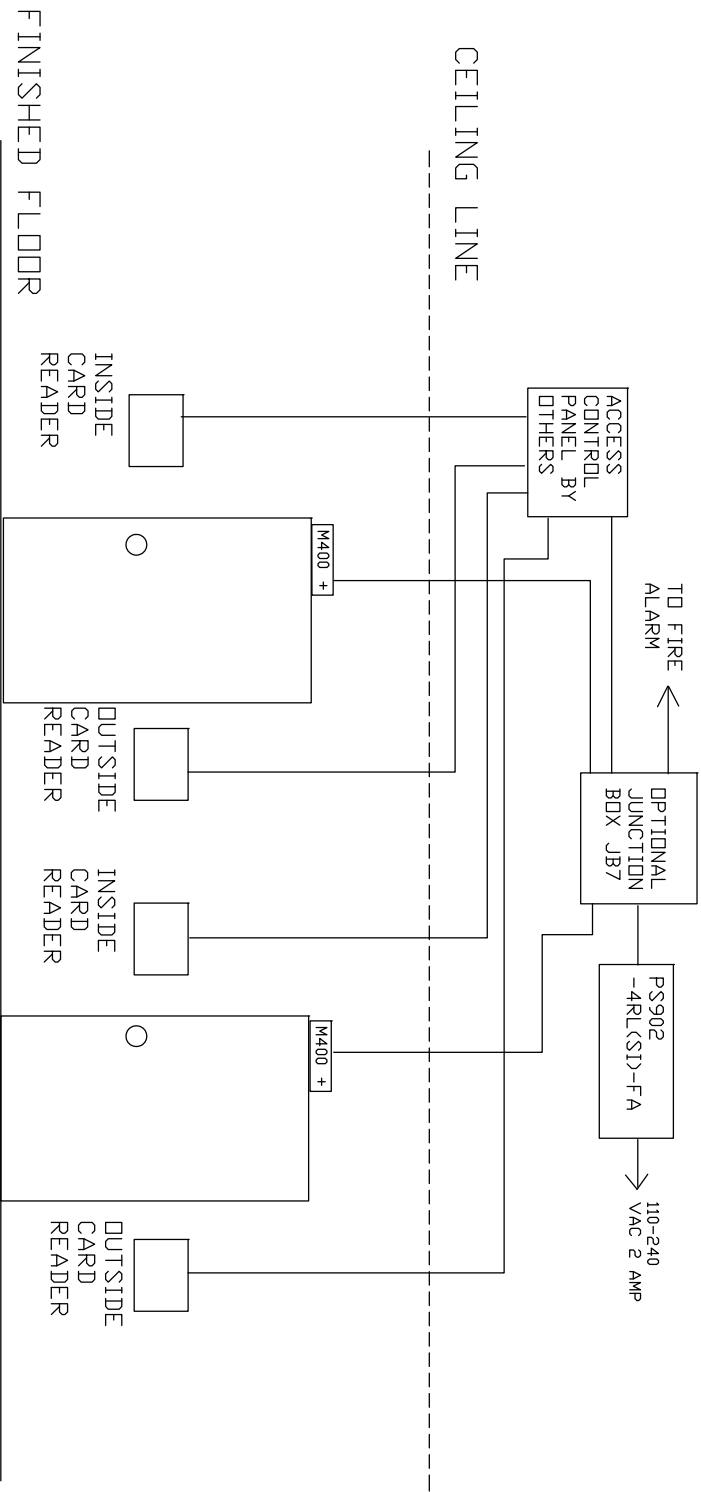 TO FIRE
ALARM
OPTIONAL
JUNCTION
BOX JB7
PS902
-4RL(SI)-FA
110-240
VAC 2 AMP
ACCESS
CONTROL
PANEL BY
OTHERS
CEILING LINE
M400 +
M400 +
INSIDE
CARD
READER
OUTSIDE
CARD
READER
INSIDE
CARD
READER
OUTSIDE
CARD
READER
FINISHED FLOOR